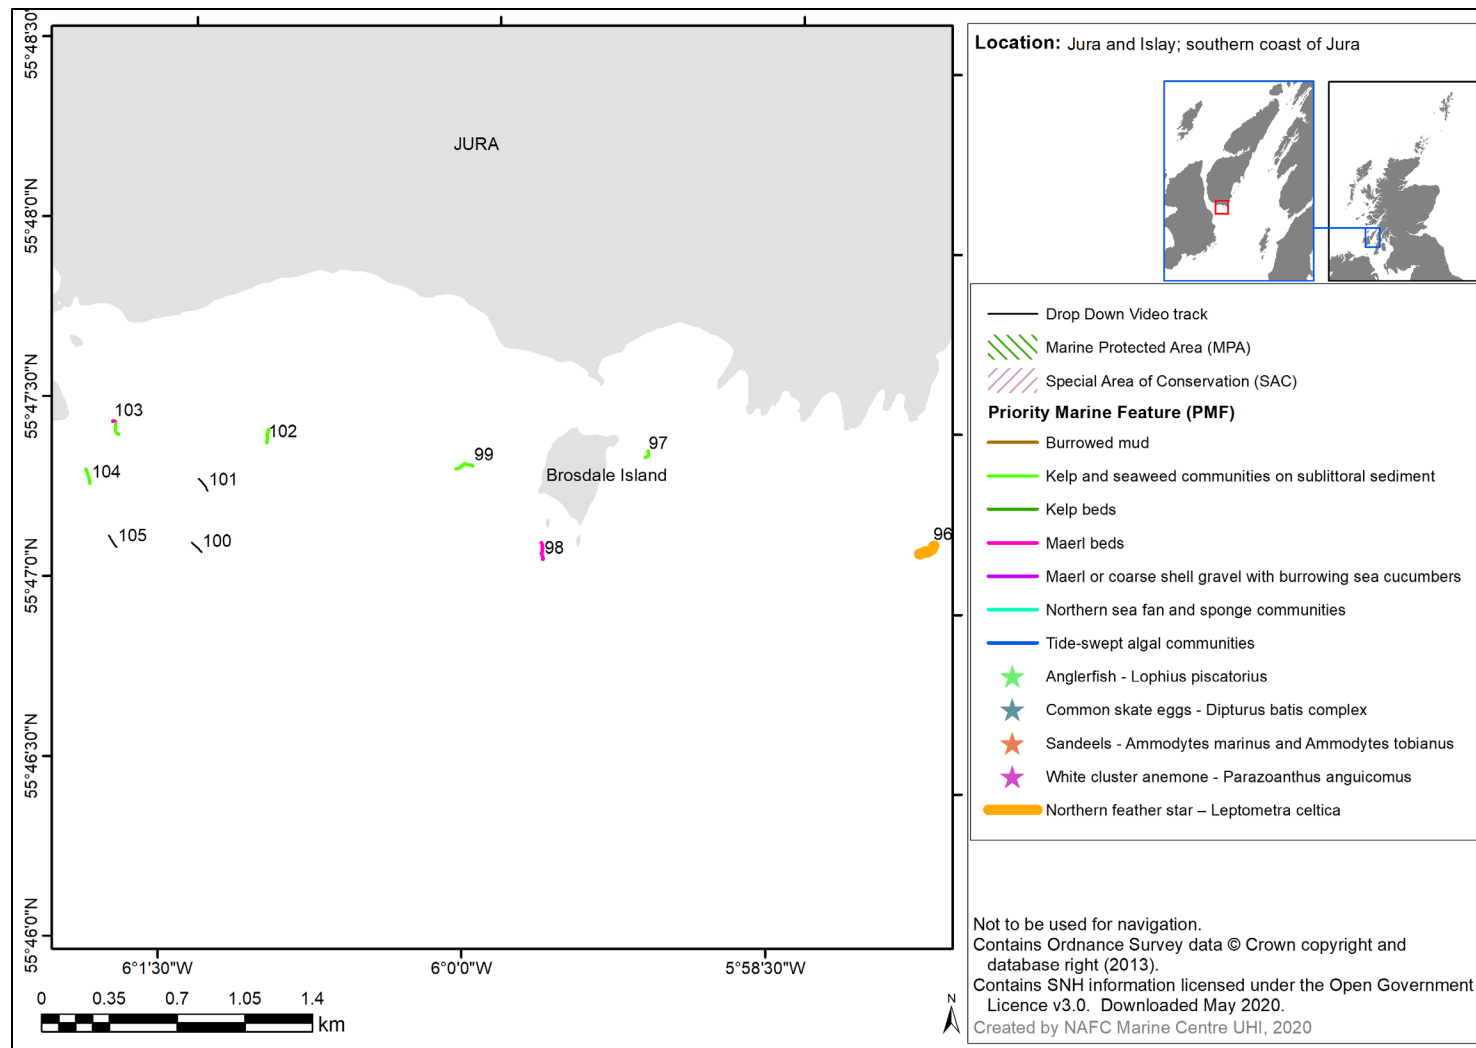 55°48'30"
55°48'0"N
55°47'30"N
55°47'0"N
55°46'30"N
55°46'0"N
JURA
103
102
97
99
104
101
Brosdale Island
105
100
98
96
6°1'30"W
6°0'0"W
5°58'30"W
0 0.35 0.7 1.05 1.4
km
N
Location: Jura and Islay; southern coast of Jura
Drop Down Video track
Marine Protected Area (MPA)
Special Area of Conservation (SAC)
Priority Marine Feature (PMF)
Burrowed mud
Kelp and seaweed communities on sublittoral sediment
Kelp beds
Maerl beds
Maerl or coarse shell gravel with burrowing sea cucumbers
Northern sea fan and sponge communities
Tide-swept algal communities
Anglerfish - Lophius piscatorius
Common skate eggs - Dipturus batis complex
Sandeels - Ammodytes marinus and Ammodytes tobianus
White cluster anemone - Parazoanthus anguicomus
Northern feather star – Leptometra celtica
Not to be used for navigation.
Contains Ordnance Survey data © Crown copyright and
database right (2013).
Contains SNH information licensed under the Open Government
Licence v3.0. Downloaded May 2020.
Created by NAFC Marine Centre UHI, 2020